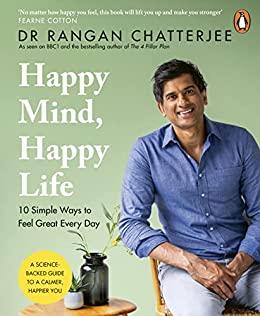 "No matter how happy you feel, this book will lift you up and make you stronger"
FEARNE COTTON
DR RANGAN CHATTERJEE
As seen on BBC1 and the bestselling author of The 4 Pillar Plan
Happy
Mind,
Happy
Life
10 Simple Ways to
Feel Great Every Day
A SCIENCE-
BACKED GUIDE
TO A CALMER,
HAPPIER YOU